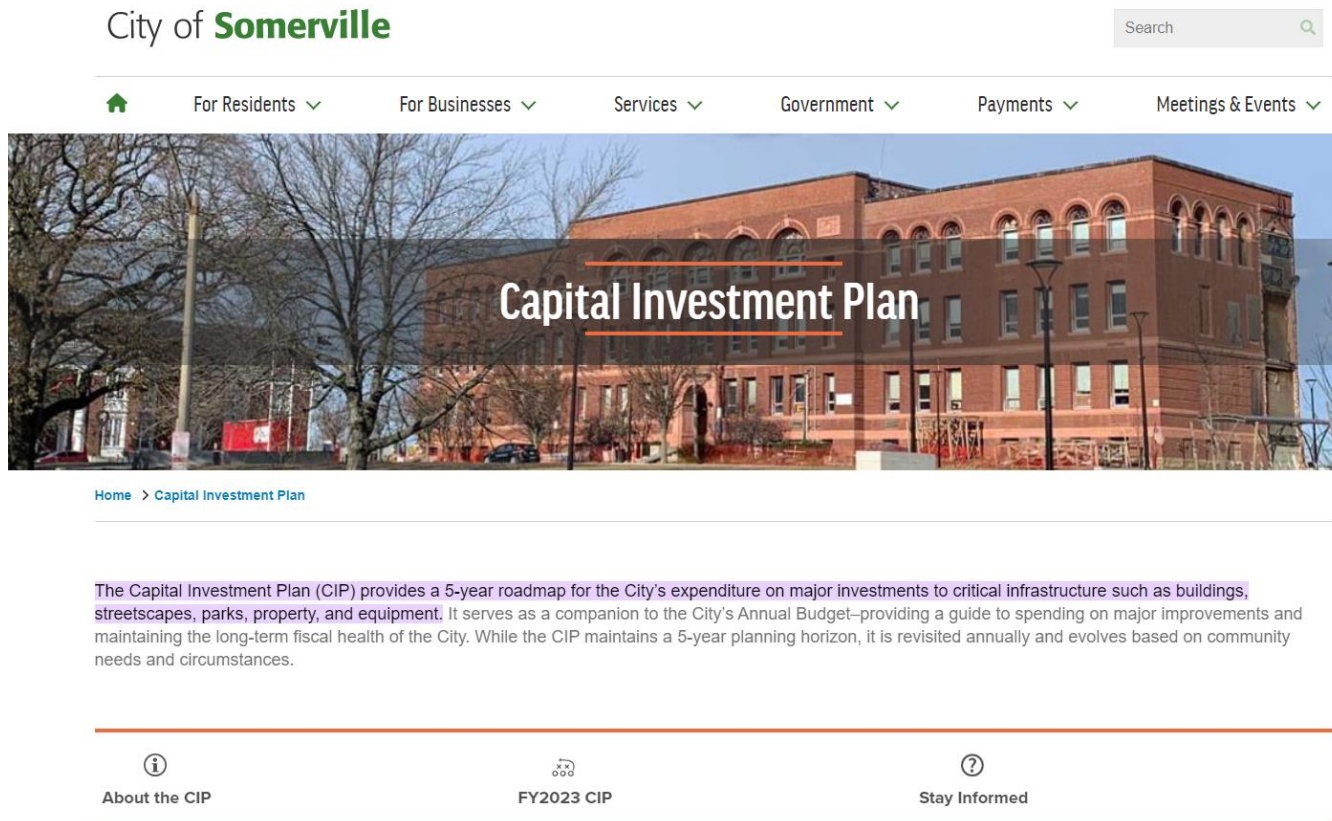 City of Somerville
Search
For Residents
For Businesses
Services
Government
Payments
Meetings & Events
Capital Investment Plan
Home > Capital Investment Plan
The Capital Investment Plan (CIP) provides a 5-year roadmap for the City's expenditure on major investments to critical infrastructure such as buildings,
streetscapes, parks, property, and equipment. It serves as a companion to the City's Annual Budget–providing a guide to spending on major improvements and
maintaining the long-term fiscal health of the City. While the CIP maintains a 5-year planning horizon, it is revisited annually and evolves based on community
needs and circumstances.
About the CIP
FY2023 CIP
Stay Informed